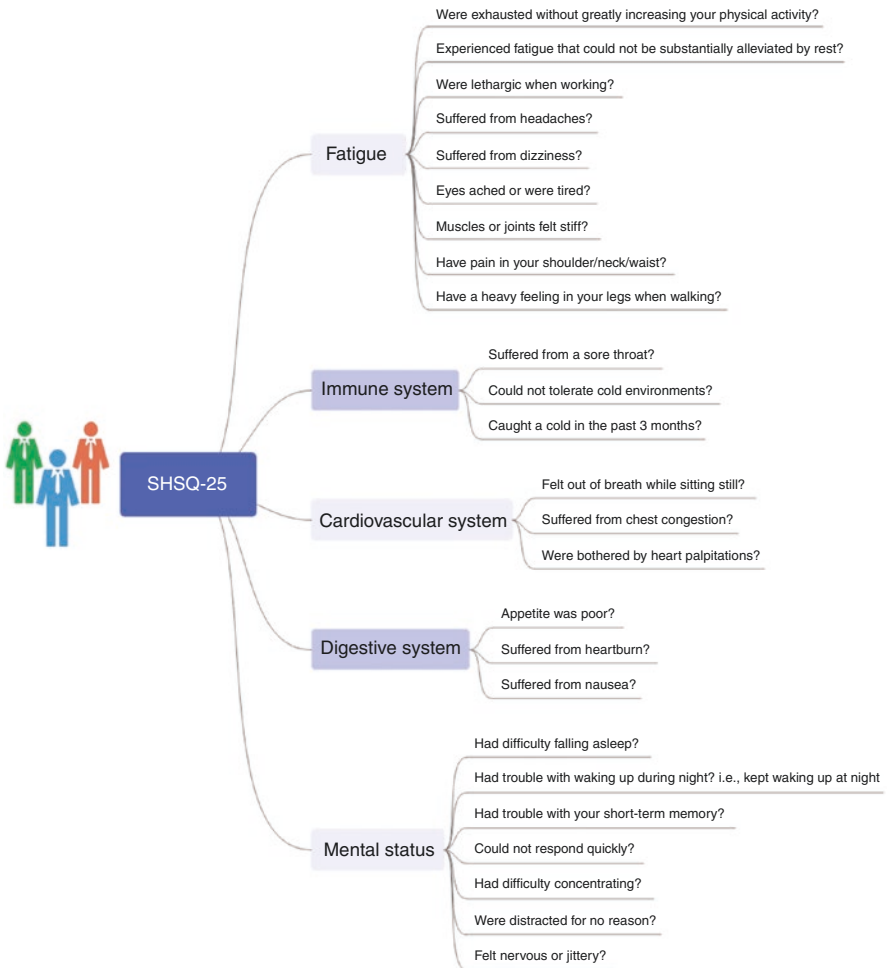 Were exhausted without greatly increasing your physical activity?
Experienced fatigue that could not be substantially alleviated by rest?
Were lethargic when working?
Suffered from headaches?
Fatigue
Suffered from dizziness?
Eyes ached or were tired?
Muscles or joints felt stiff?
Have pain in your shoulder/neck/waist?
Have a heavy feeling in your legs when walking?
Suffered from a sore throat?
Immune system
Could not tolerate cold environments?
Caught a cold in the past 3 months?
SHSQ-25
Felt out of breath while sitting still?
Cardiovascular system
Suffered from chest congestion?
Were bothered by heart palpitations?
Appetite was poor?
Digestive system
Suffered from heartburn?
Suffered from nausea?
Had difficulty falling asleep?
Had trouble with waking up during night? i.e., kept waking up at night
Had trouble with your short-term memory?
Mental status
Could not respond quickly?
Had difficulty concentrating?
Were distracted for no reason?
Felt nervous or jittery?